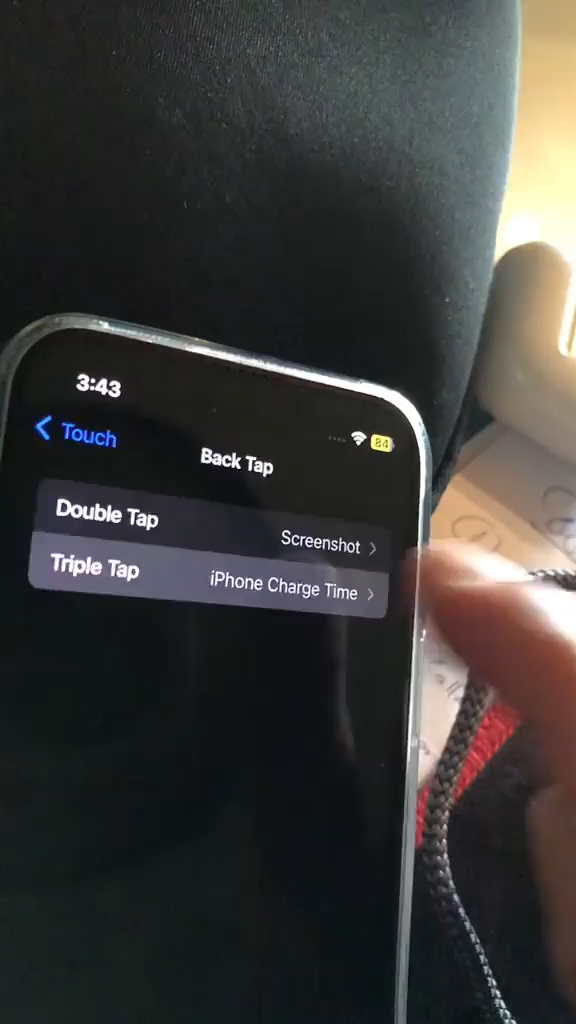 3:43
84
Touch
Back Tap
Double Tap
Screenshot
Triple Tap
iPhone Charge Time